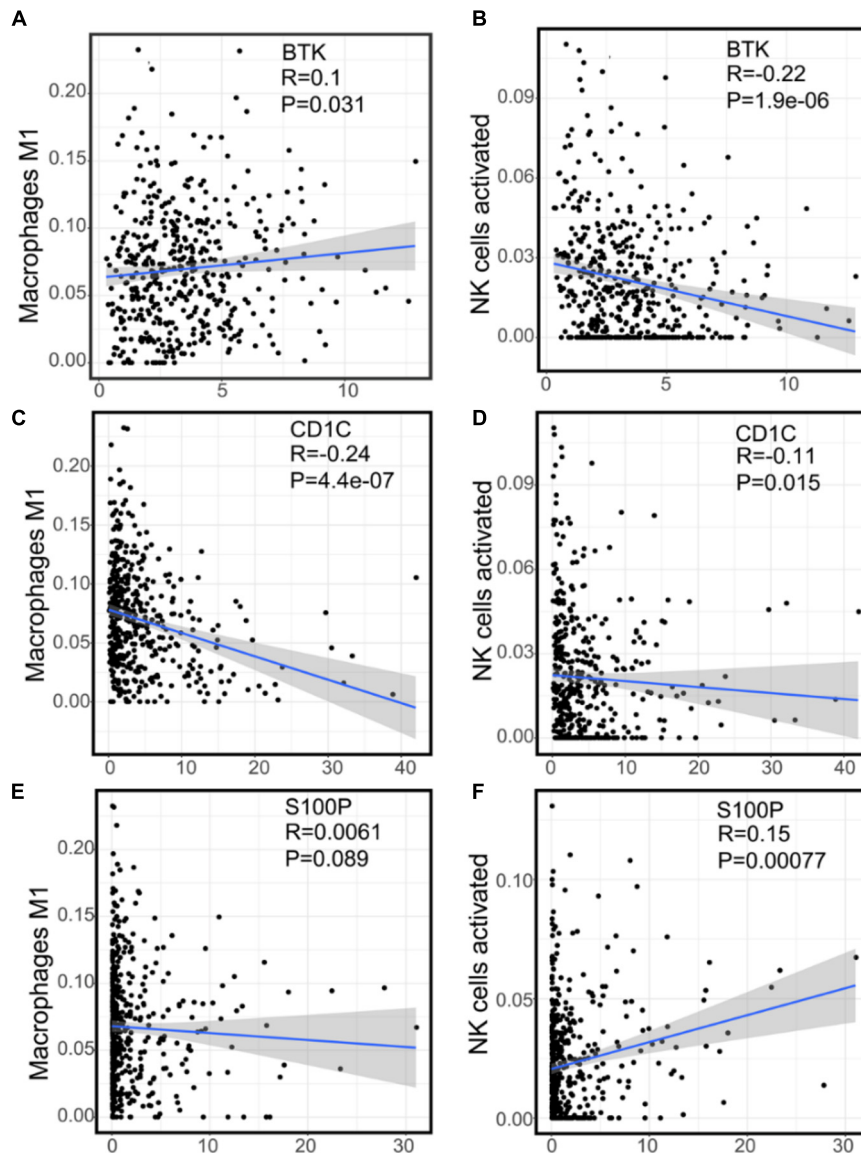 A
BTK
R=0.1
P=0.031
Macrophages M1
0.20
0.15
0.10
0.05
0.00
0
5
10
B
BTK
R=-0.22
P=1.9e-06
NK cells activated
0.09
0.06
0.03
0.00
0
5
10
C
CD1C
R=-0.24
P=4.4e-07
Macrophages M1
0.20
0.15
0.10
0.05
0.00
0
10
20
30
40
D
CD1C
R=-0.11
P=0.015
NK cells activated
0.09
0.06
0.03
0.00
0
10
20
30
40
E
S100P
R=0.0061
P=0.089
Macrophages M1
0.20
0.15
0.10
0.05
0.00
0
10
20
30
F
S100P
R=0.15
P=0.00077
NK cells activated
0.10
0.05
0.00
0
10
20
30